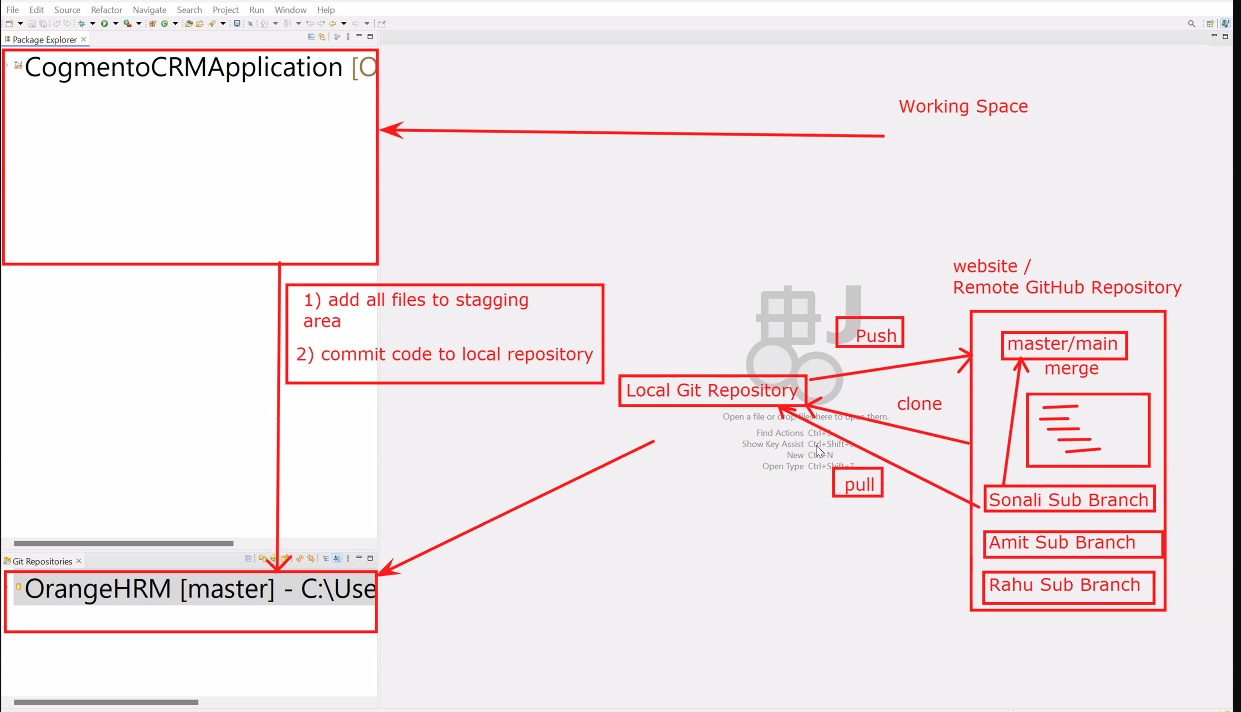 File Edit Source Refactor Navigate Search Project Run Window Help
Package Explorer
CogmentoCRMApplication [O
Working Space
website /
Remote GitHub Repository
1) add all files to stagging
area
2) commit code to local repository
Push
master/main
merge
Local Git Repository
clone
Open a file or drop files here to open them.
Find Actions Ctrl+3
Show Key Assist Ctrl+Shift+L
New Ctrl+N
Open Type Ctrl+Shift+T
pull
Sonali Sub Branch
Amit Sub Branch
Rahu Sub Branch
Git Repositories
OrangeHRM [master] - C:\Use